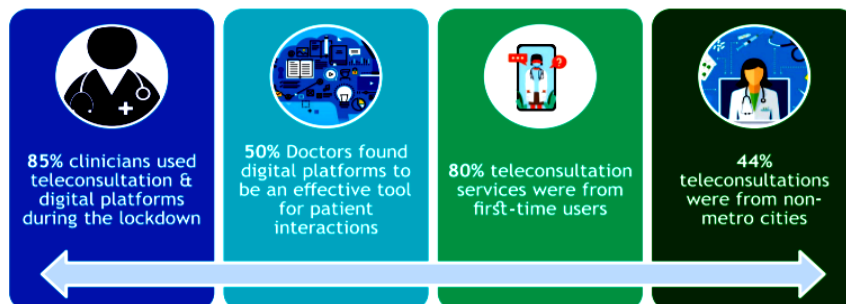 85% clinicians used
teleconsultation &
digital platforms
during the lockdown
50% Doctors found
digital platforms to
be an effective tool
for patient
interactions
80% teleconsultation
services were from
first-time users
44%
teleconsultations
were from non-
metro cities